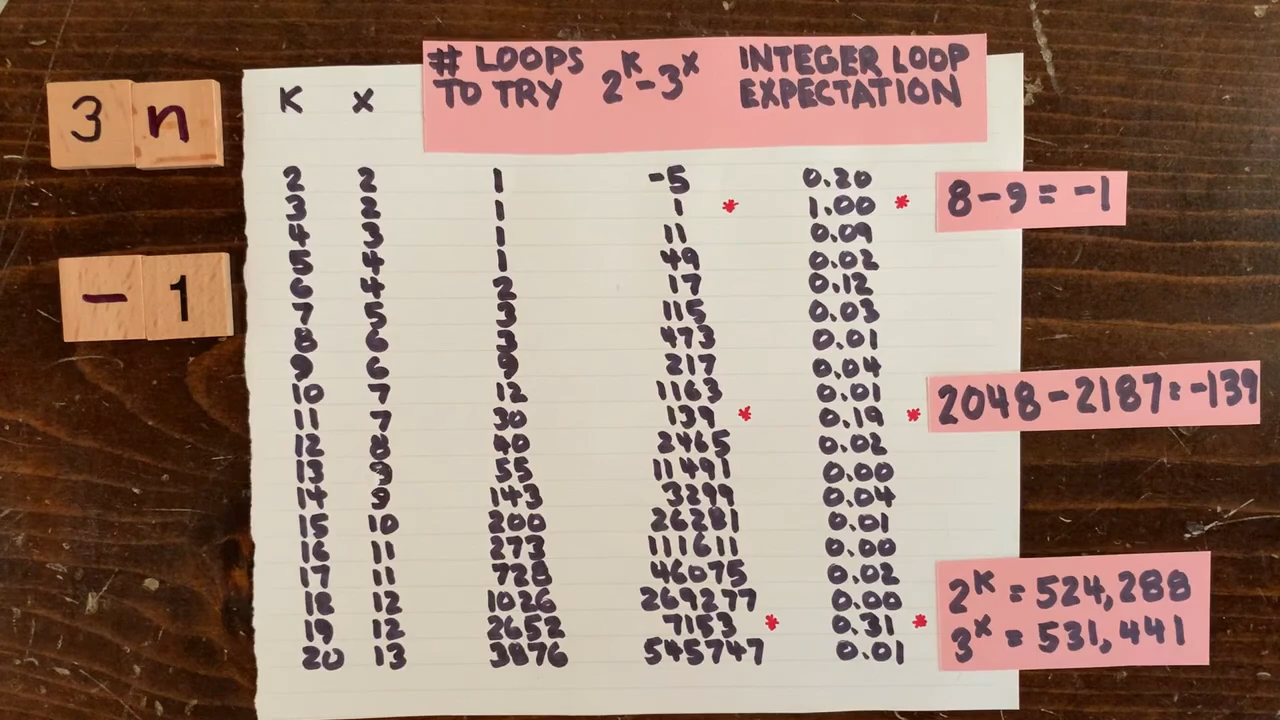 3 n
- 1
K X # LOOPS TO TRY 2^K-3^X INTEGER LOOP EXPECTATION
2 2 1 -5 0.20
3 2 1 1 * 1.00 * 8-9=-1
4 3 1 11 0.09
5 4 1 49 0.02
6 4 2 17 0.12
7 5 3 115 0.03
8 6 3 473 0.01
9 6 9 217 0.04
10 7 12 1163 0.01
11 7 30 139 * 0.19 * 2048-2187=-139
12 8 40 2465 0.02
13 9 55 11491 0.00
14 9 143 3299 0.04
15 10 200 26281 0.01
16 11 273 111611 0.00
17 11 728 46075 0.02
18 12 1026 269277 0.00
19 12 2652 7153 * 0.31 *
20 13 3876 545747 0.01
2^K = 524,288
3^X = 531,441